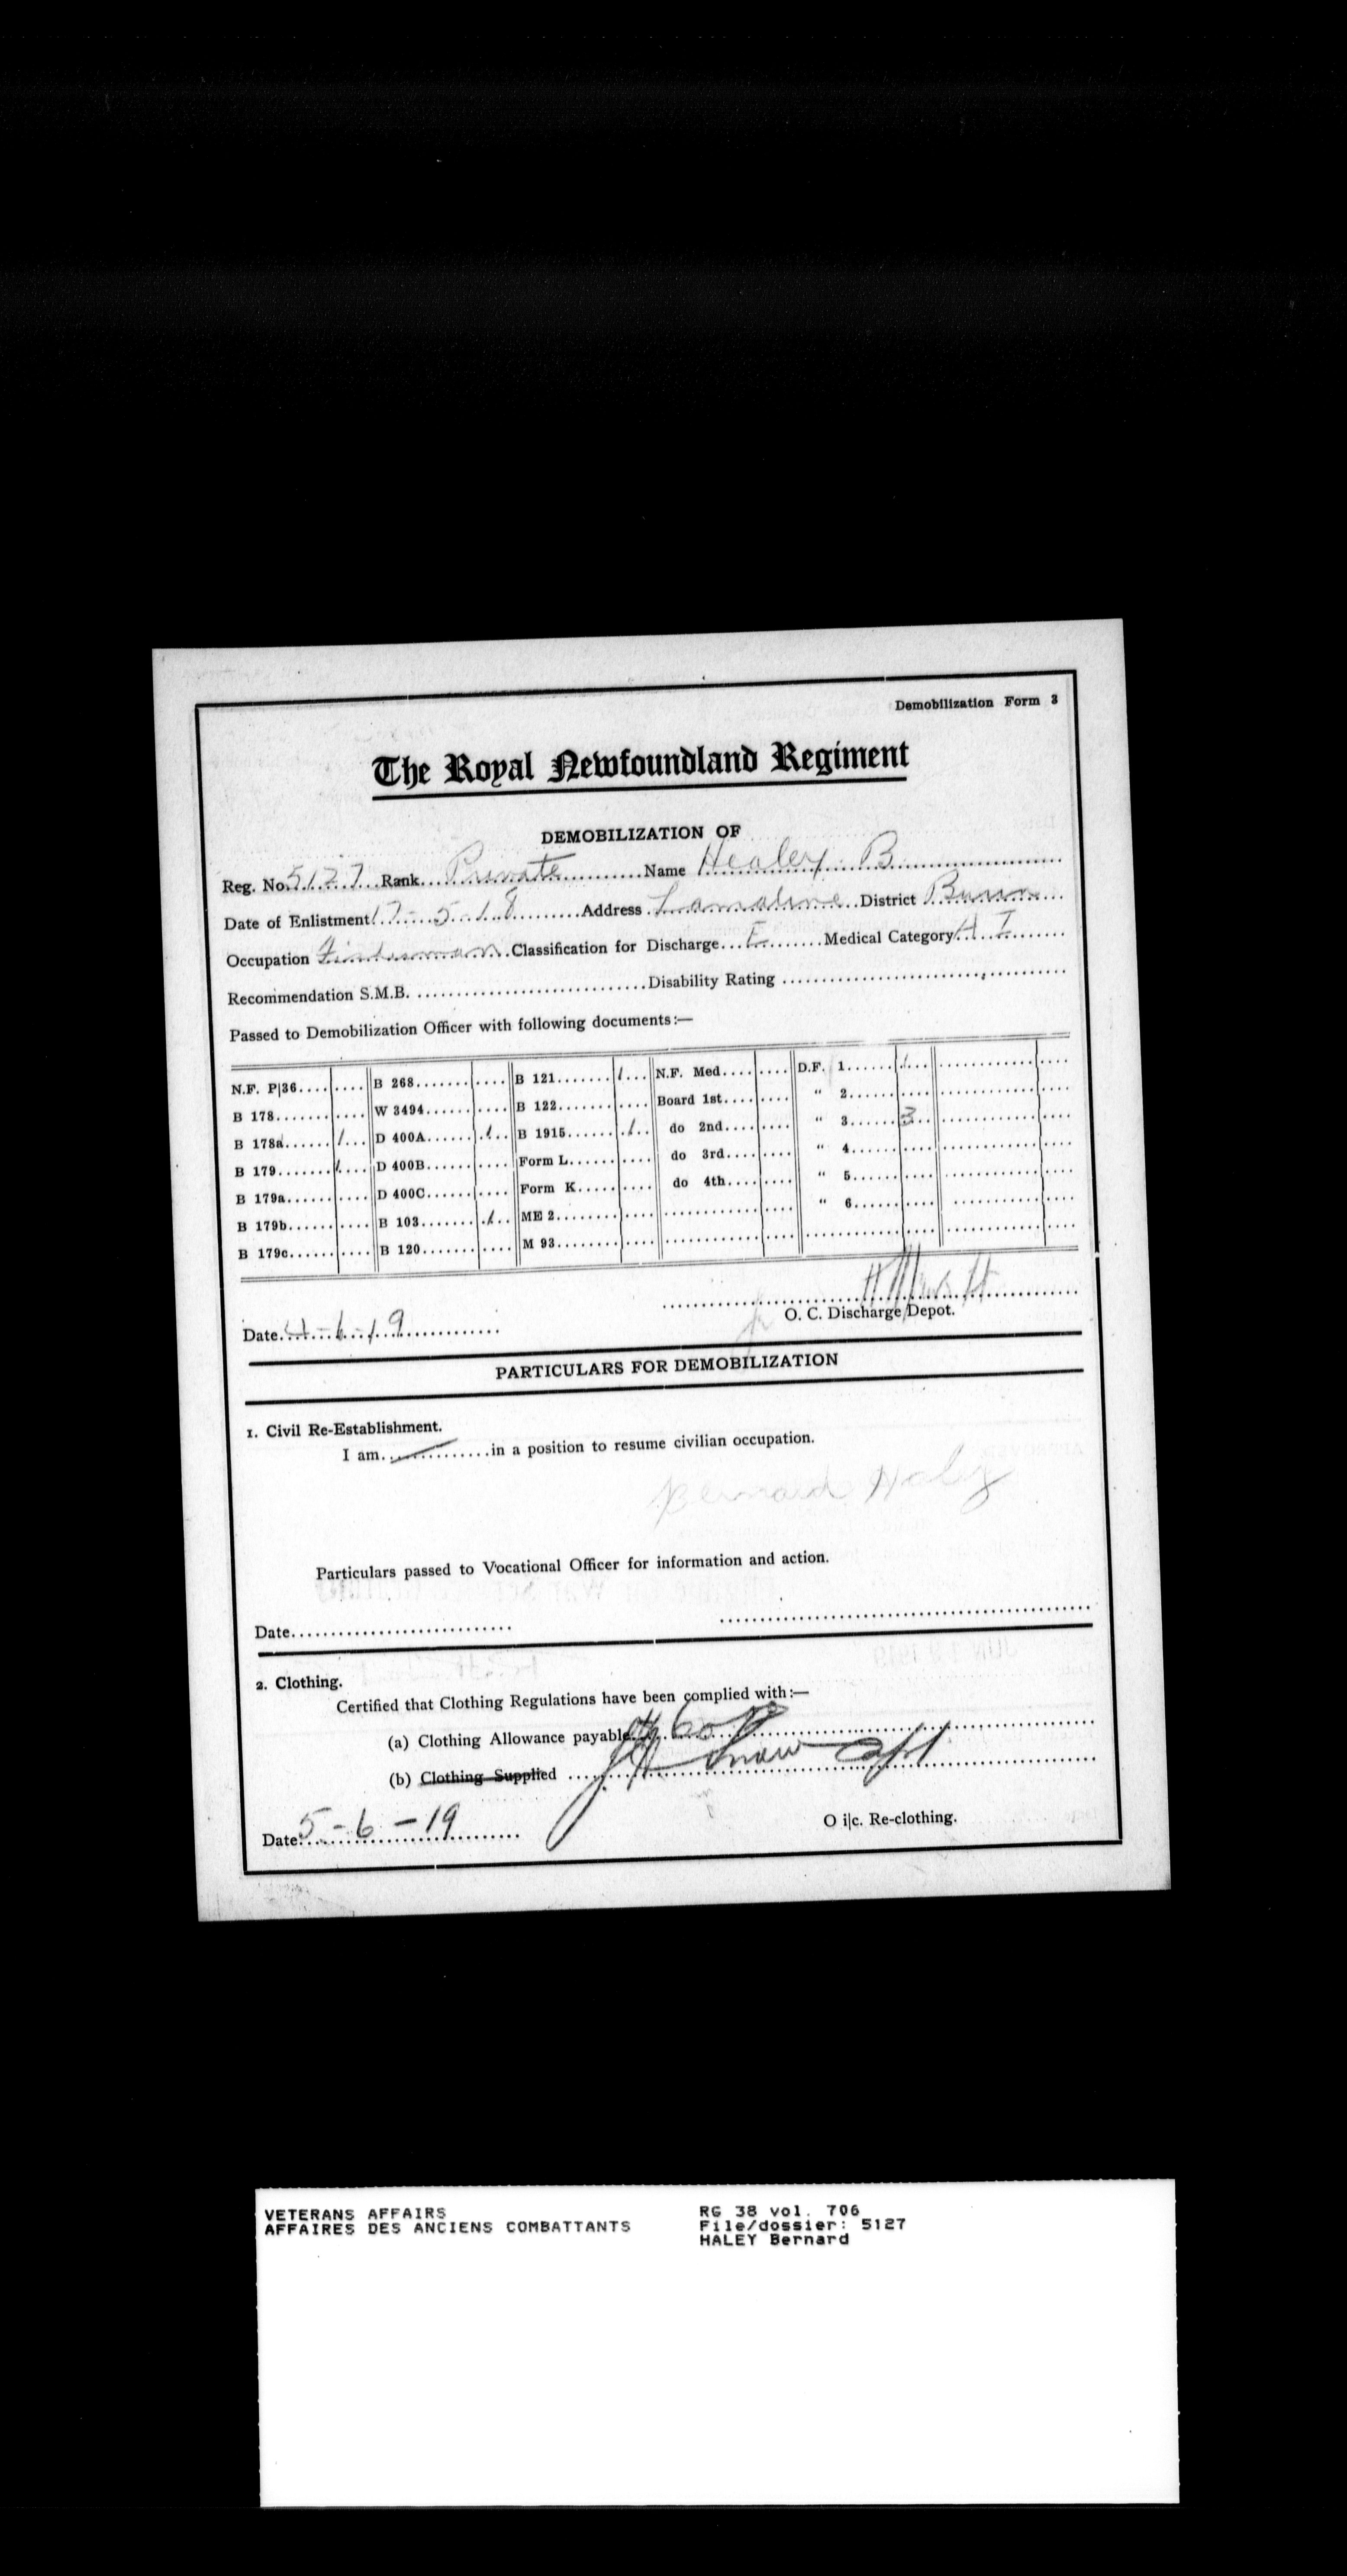 Demobilization Form 3
The Royal Newfoundland Regiment
DEMOBILIZATION OF
Reg. No. 5127 Rank Private Name Healey B
Date of Enlistment 17-5-18 Address Lamaline District Burin
Occupation Fisherman Classification for Discharge E Medical Category A I
Recommendation S.M.B. Disability Rating
Passed to Demobilization Officer with following documents:—
N.F. P|36 B 268 B 121 1 N.F. Med. D.F. 1 1
B 178 W 3494 B 122 Board 1st " 2
B 178a 1 D 400A 1 B 1915 1 do 2nd " 3 3
B 179 1 D 400B Form L do 3rd " 4
B 179a D 400C Form K do 4th " 5
B 179b B 103 1 ME 2 " 6
B 179c B 120 M 93
Date 4-6-19 O. C. Discharge Depot.
PARTICULARS FOR DEMOBILIZATION
1. Civil Re-Establishment.
I am in a position to resume civilian occupation.
Bernard Haley
Particulars passed to Vocational Officer for information and action.
Date
2. Clothing.
Certified that Clothing Regulations have been complied with:—
(a) Clothing Allowance payable 60
(b) Clothing Supplied
Date 5-6-19 O i|c. Re-clothing.
VETERANS AFFAIRS RG 38 vol. 706
AFFAIRES DES ANCIENS COMBATTANTS File/dossier: 5127
HALEY Bernard